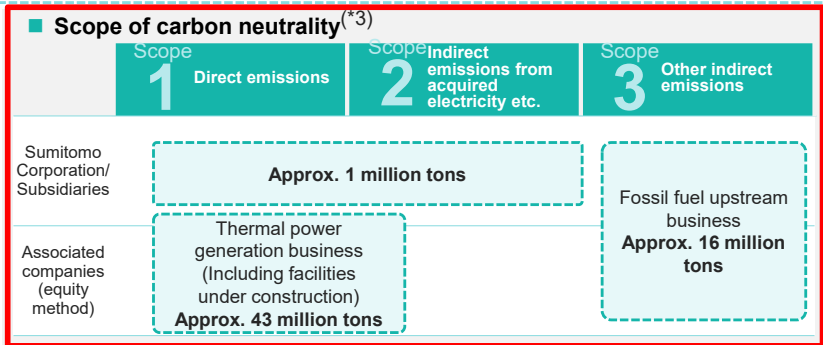 ■ Scope of carbon neutrality(*3)
Scope
1 Direct emissions
Scope
2 Indirect
emissions from
acquired
electricity etc.
Scope
3 Other indirect
emissions
Sumitomo
Corporation/
Subsidiaries
Approx. 1 million tons
Fossil fuel upstream
business
Approx. 16 million
tons
Associated
companies
(equity
method)
Thermal power
generation business
(Including facilities
under construction)
Approx. 43 million tons